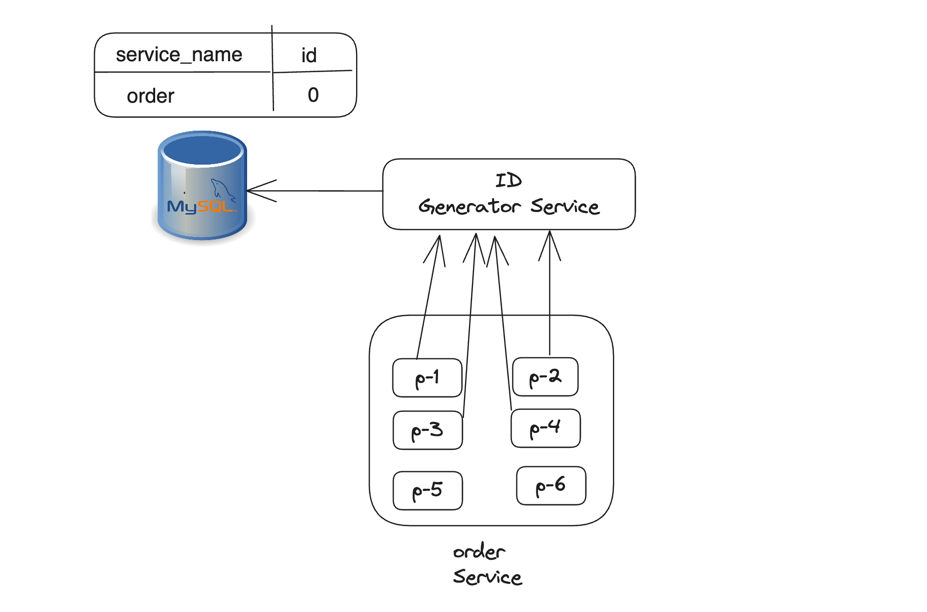 service_name id
order 0
MySQL
ID
Generator Service
p-1 p-2
p-3 p-4
p-5 p-6
order
Service